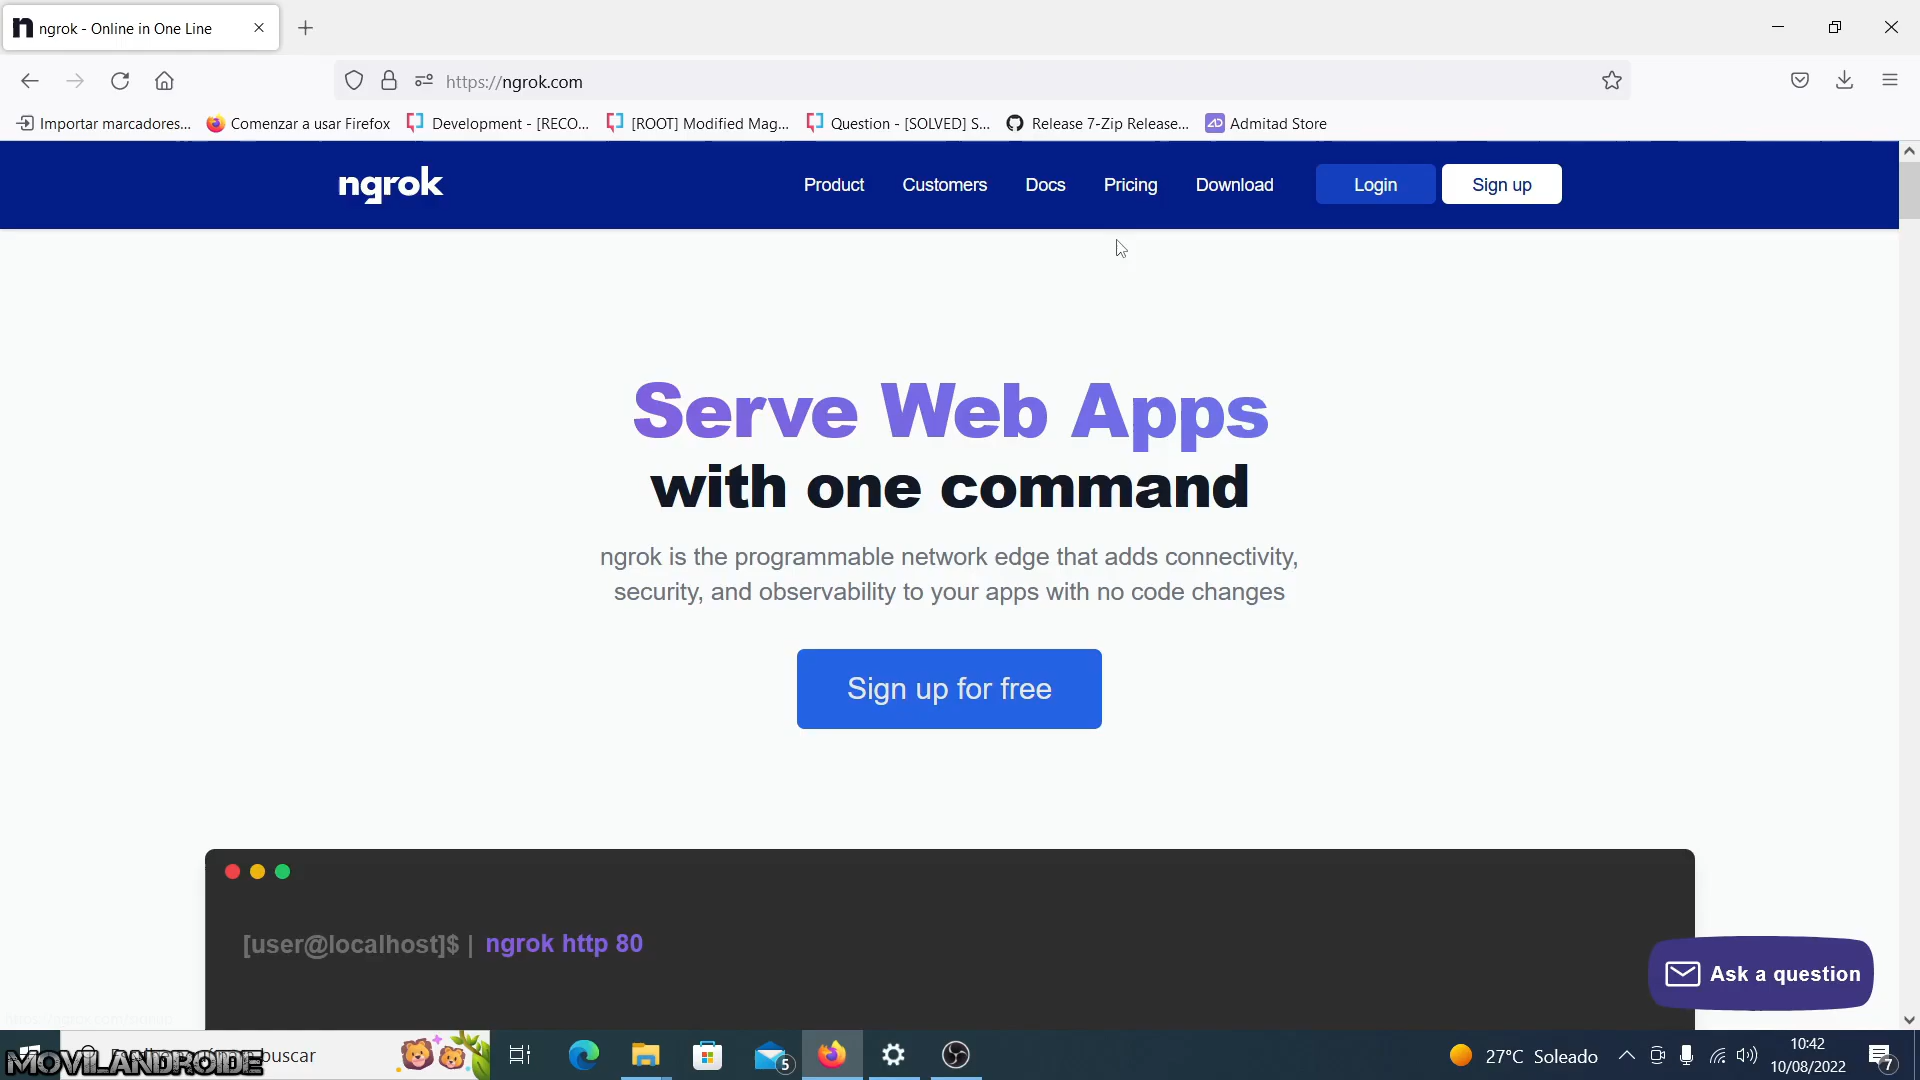 ngrok - Online in One Line
https://ngrok.com
Importar marcadores...
Comenzar a usar Firefox
Development - [RECO...
[ROOT] Modified Mag...
Question - [SOLVED] S...
Release 7-Zip Release...
Admitad Store
ngrok
Product
Customers
Docs
Pricing
Download
Login
Sign up
Serve Web Apps
with one command
ngrok is the programmable network edge that adds connectivity,
security, and observability to your apps with no code changes
Sign up for free
[user@localhost]$ | ngrok http 80
Ask a question
MOVILANDROIDE
buscar
5
27°C Soleado
10:42
10/08/2022
7